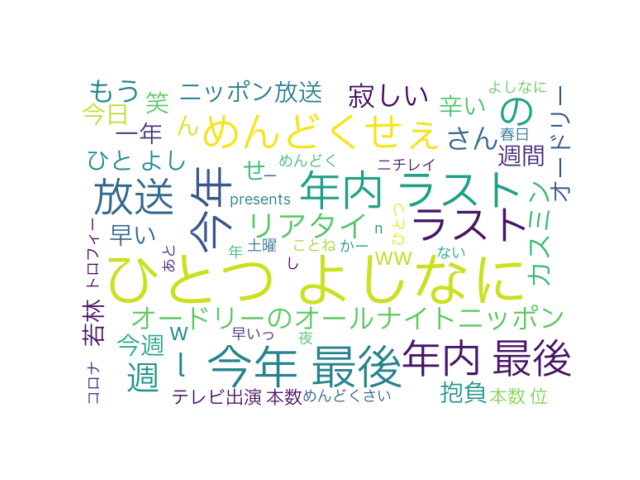 もう
笑
ニッポン放送
寂しい
よしなに
今日
一年
ん
めんどくせぇ
辛い
の
さん
春日
週間
オードリー
ひと よし
せ
めんどく
ニチレイ
放送
今年
presents
年内 ラスト
早い
リアタイ
n
ひとつ
ラスト
カスミン
トロフィー
あと
年
土曜
ことね
かー
ww
ない
し
ひとつ よしなに
若林
オードリーのオールナイトニッポン
w
早いっ
夜
今週
週
l
今年 最後
年内 最後
コロナ
テレビ出演 本数
めんどくさい
抱負
本数 位